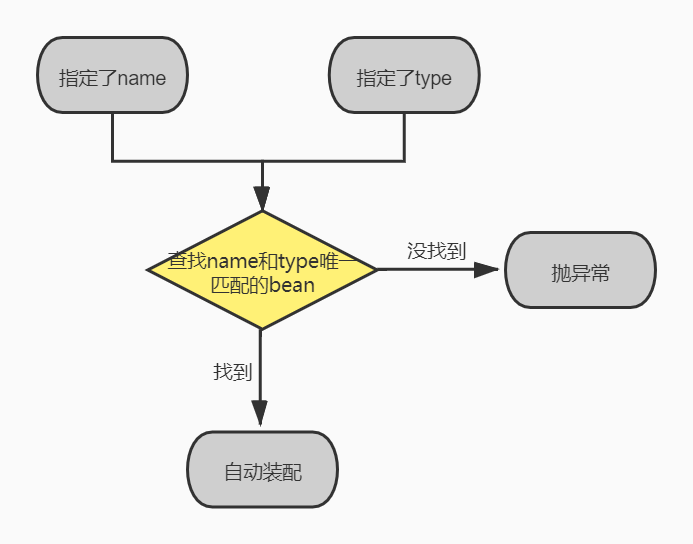 指定了name
指定了type
查找name和type唯一
匹配的bean
没找到
抛异常
找到
自动装配